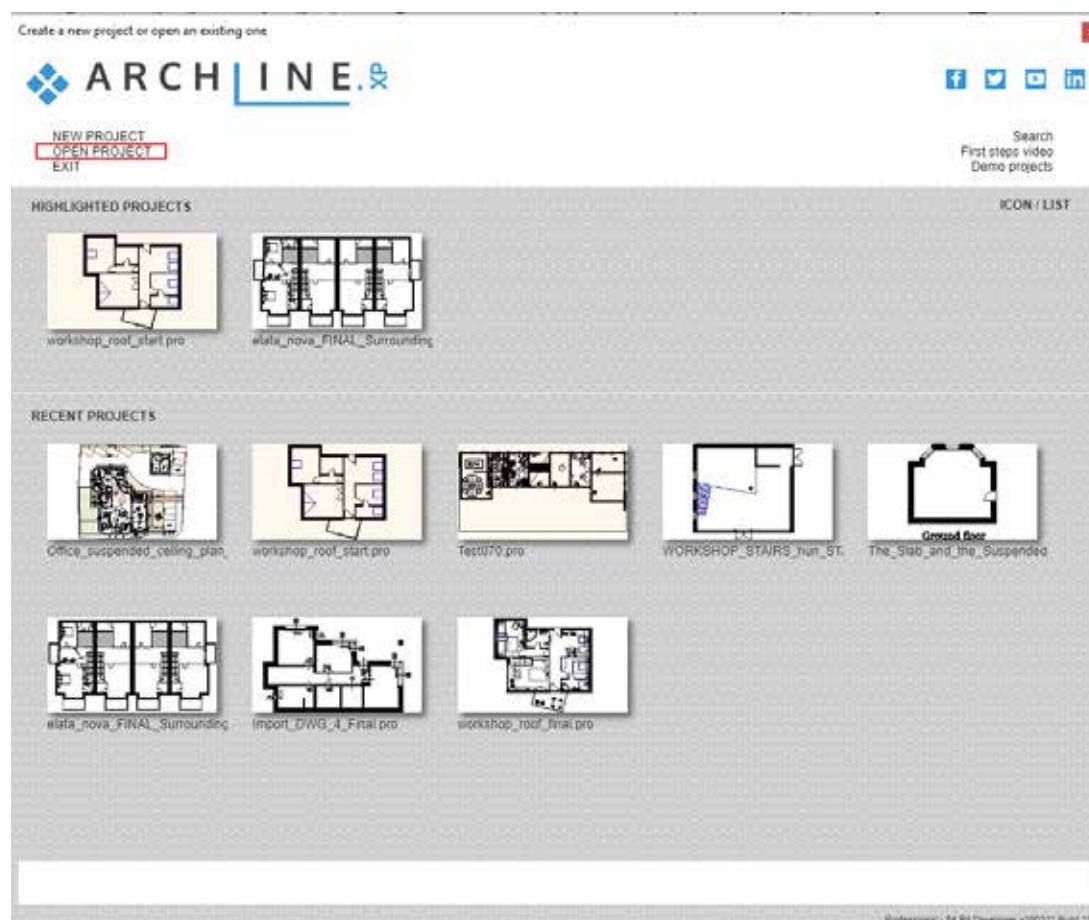 Create a new project or open an existing one
ARCHLINE.XP
NEW PROJECT
OPEN PROJECT
EXIT
Search
First steps video
Demo projects
HIGHLIGHTED PROJECTS
ICON / LIST
workshop_roof_start.pro
elata_nova_FINAL_Surrounding
RECENT PROJECTS
Office_suspended_ceiling_plan_
workshop_roof_start.pro
Test070.pro
WORKSHOP_STAIRS_hun_ST.
Ground floor
The_Slab_and_the_Suspended
elata_nova_FINAL_Surrounding
Import_DWG_4_Final.pro
workshop_roof_final.pro